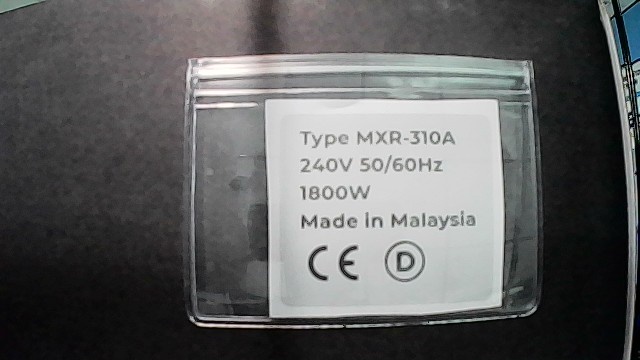 Type MXR-310A
240V 50/60Hz
1800W
Made in Malaysia
CE D